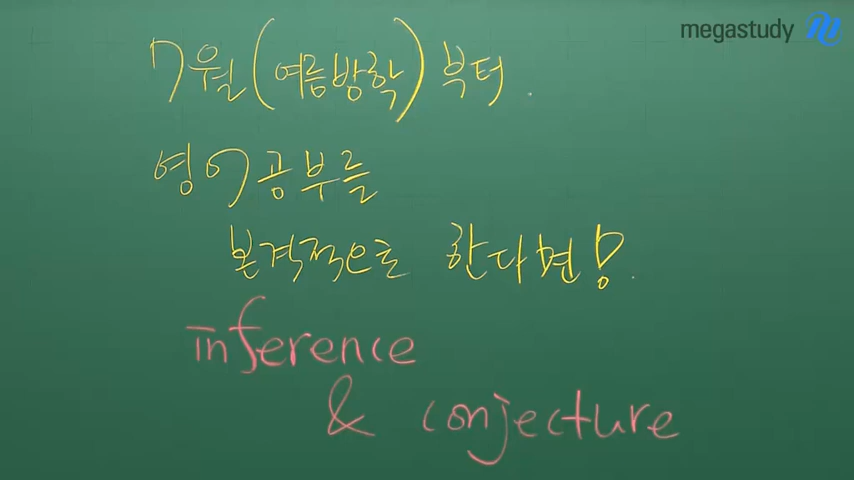 megastudy M
7월(여름방학)부터.
영어공부를
본격적으로 한다면!
inference
& conjecture